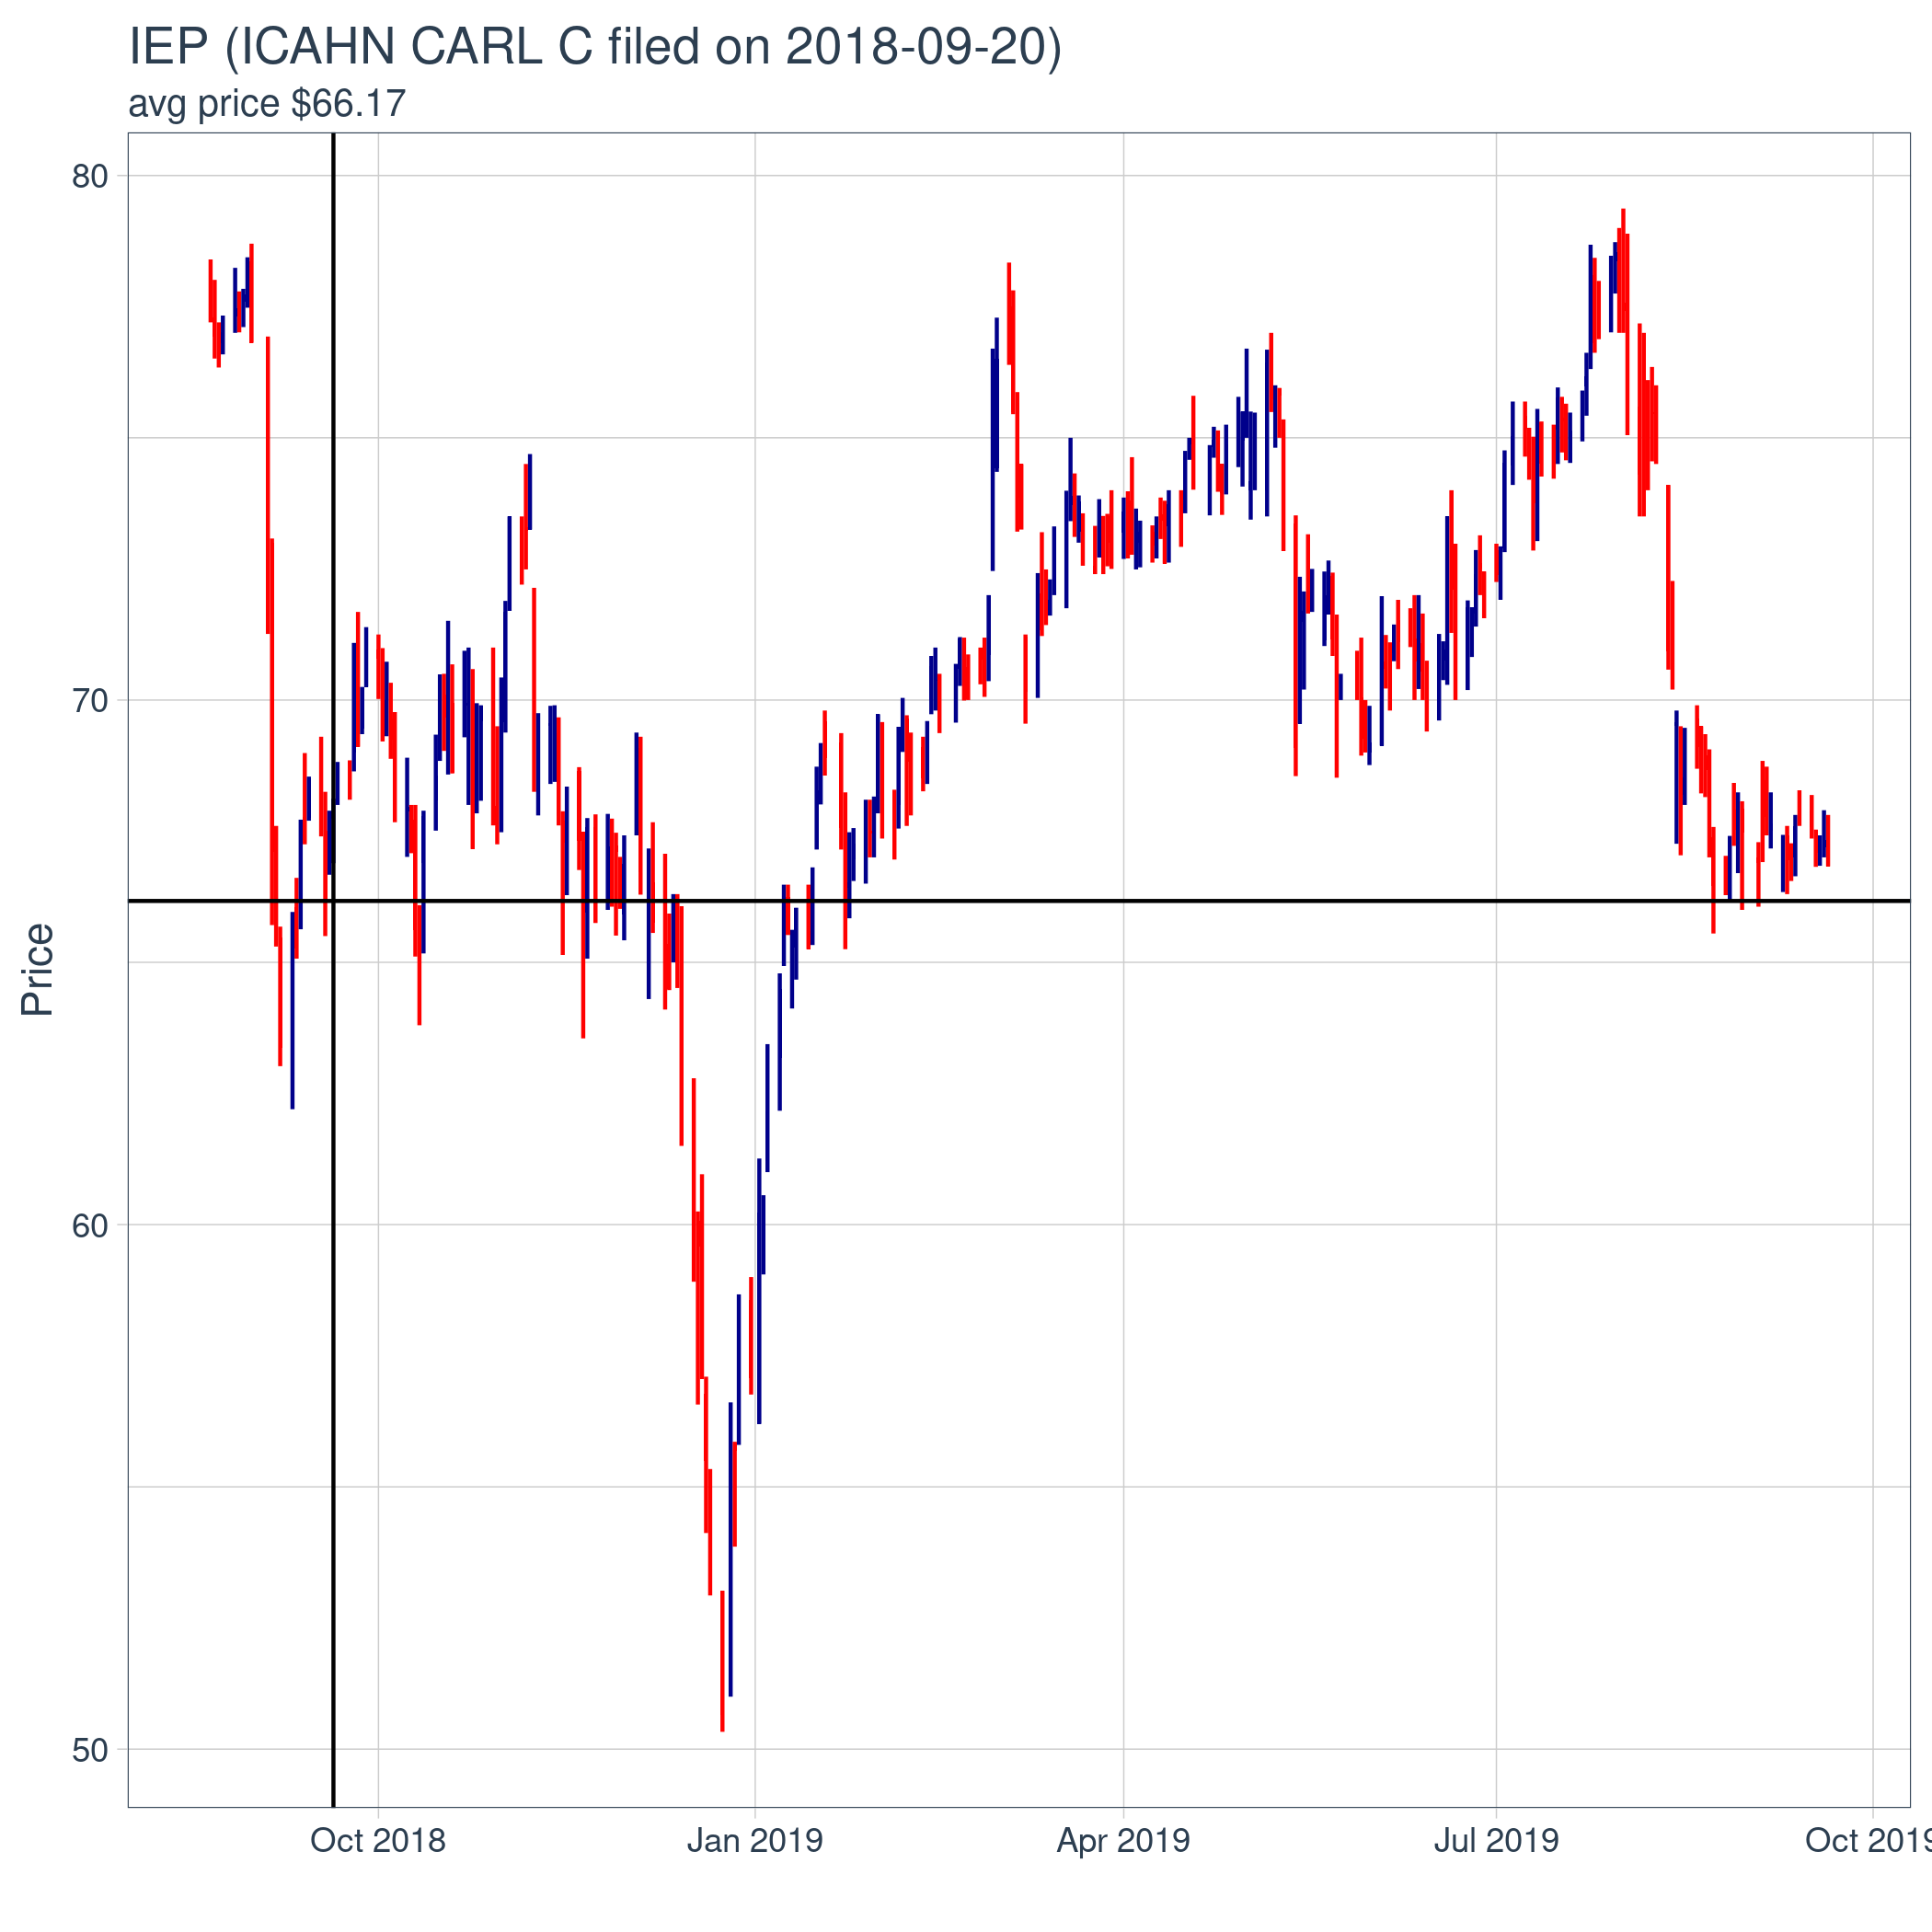 IEP (ICAHN CARL C filed on 2018-09-20)
avg price $66.17
80
70
60
50
Price
Oct 2018
Jan 2019
Apr 2019
Jul 2019
Oct 2019